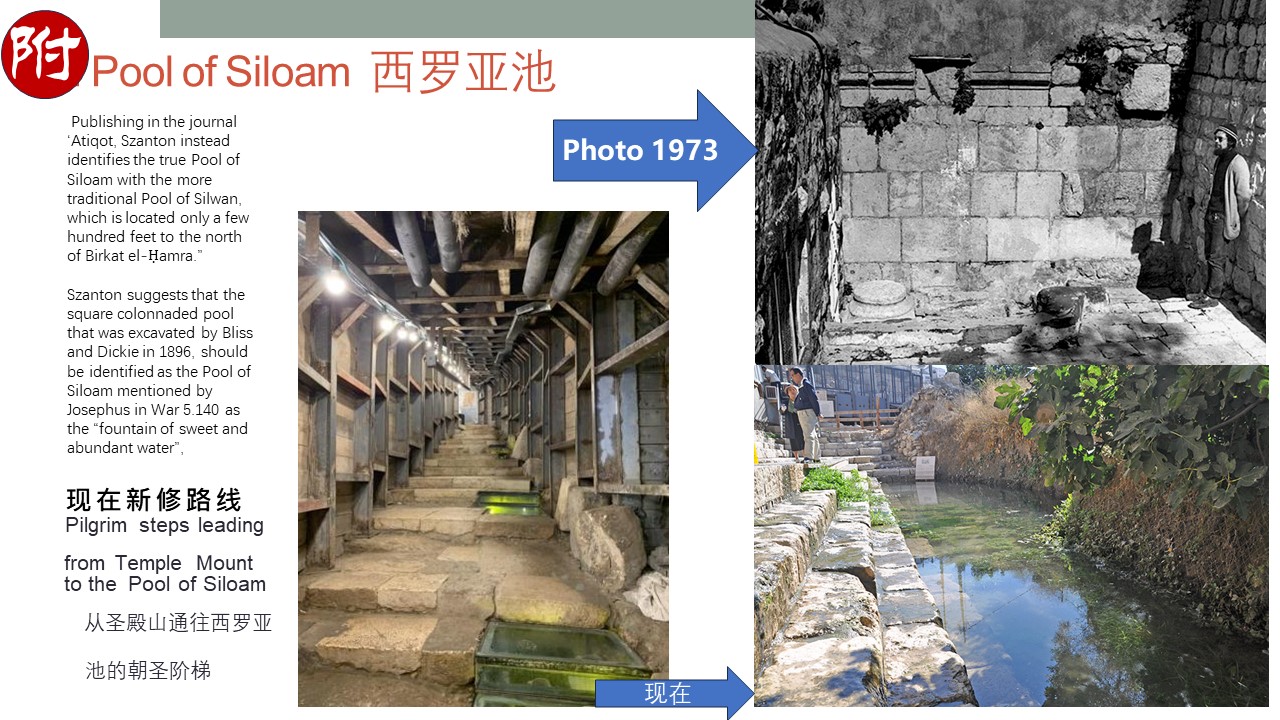 附
Pool of Siloam 西罗亚池
Publishing in the journal
‘Atiqot, Szanton instead
identifies the true Pool of
Siloam with the more
traditional Pool of Silwan,
which is located only a few
hundred feet to the north
of Birkat el-Ḥamra.”
Szanton suggests that the
square colonnaded pool
that was excavated by Bliss
and Dickie in 1896, should
be identified as the Pool of
Siloam mentioned by
Josephus in War 5.140 as
the “fountain of sweet and
abundant water”,
现在新修路线
Pilgrim steps leading
from Temple Mount
to the Pool of Siloam
从圣殿山通往西罗亚
池的朝圣阶梯
Photo 1973
现在